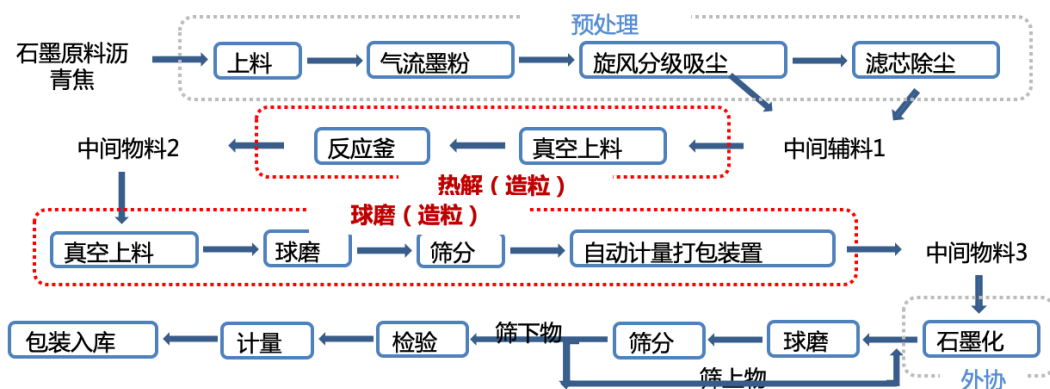 预处理
石墨原料沥
青焦
上料
气流墨粉
旋风分级吸尘
滤芯除尘
中间物料2
反应釜
真空上料
中间辅料1
热解（造粒）
球磨（造粒）
真空上料
球磨
筛分
自动计量打包装置
中间物料3
包装入库
计量
检验
筛下物
筛分
球磨
石墨化
筛上物
外协